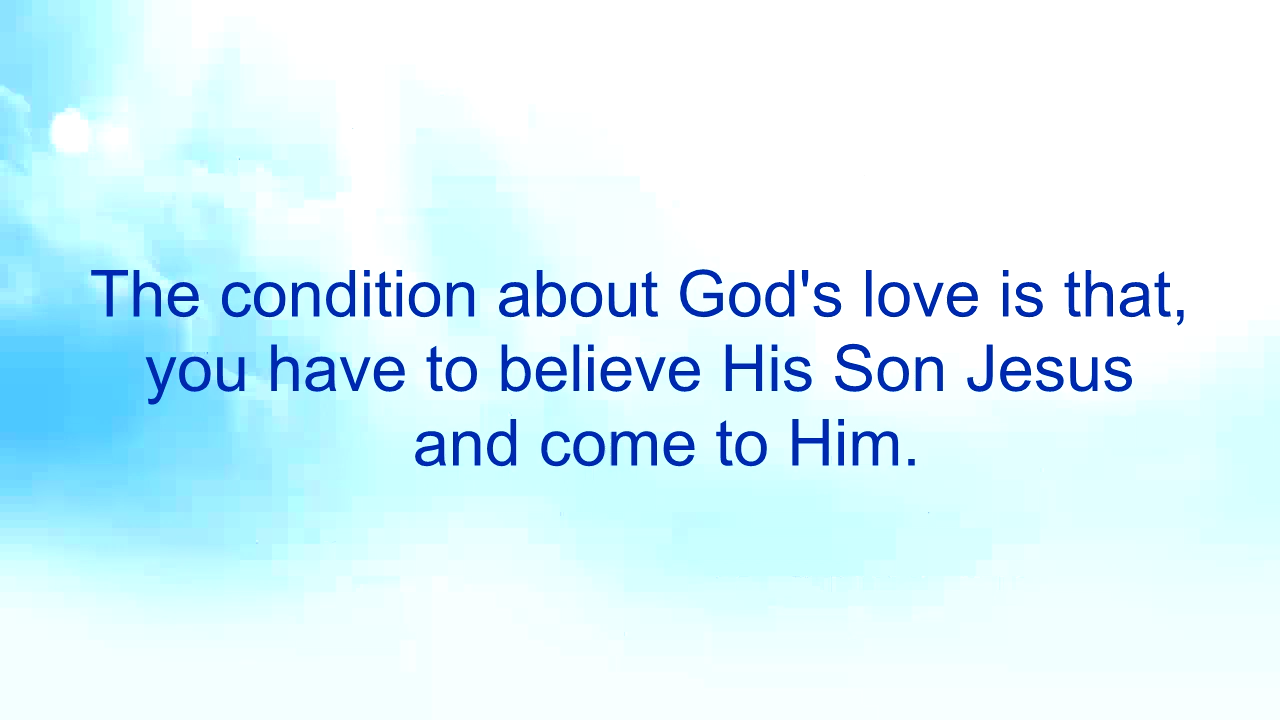 The condition about God's love is that,
you have to believe His Son Jesus
and come to Him.